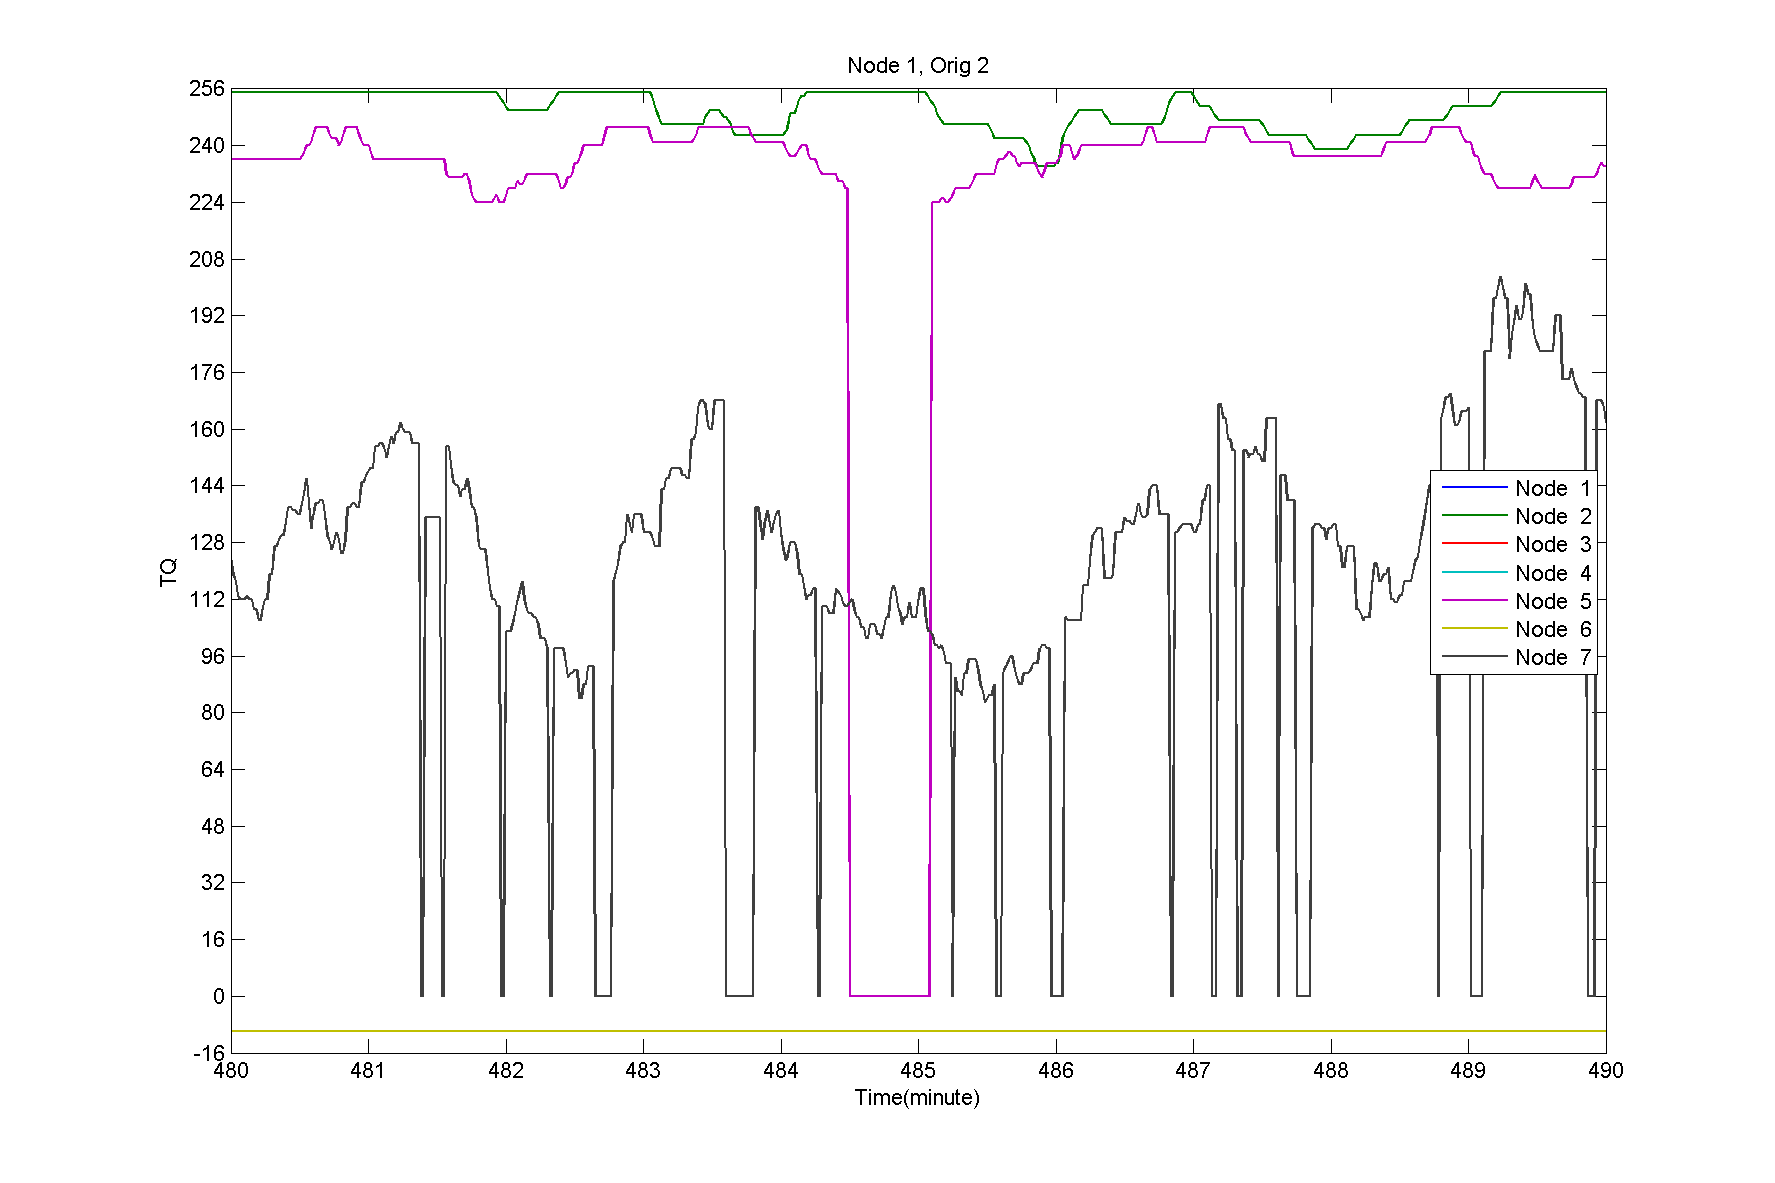 Node 1, Orig 2
256
240
224
208
192
176
160
144
128
112
96
80
64
48
32
16
0
-16
TQ
Node 1
Node 2
Node 3
Node 4
Node 5
Node 6
Node 7
480 481 482 483 484 485 486 487 488 489 490
Time(minute)